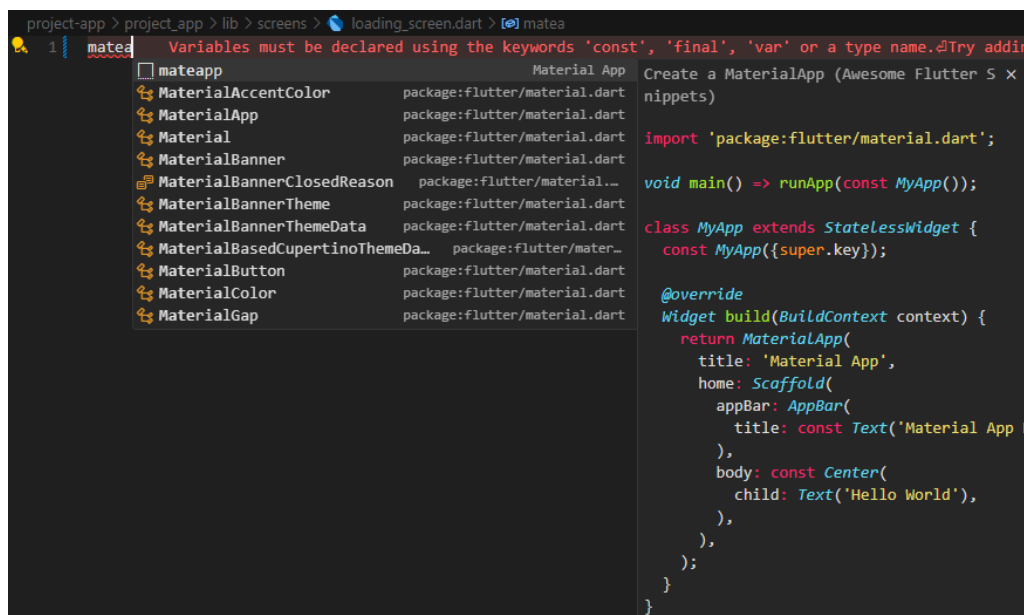 project-app > project_app > lib > screens > loading_screen.dart > matea
1 matea Variables must be declared using the keywords 'const', 'final', 'var' or a type name.⏎Try addin
mateapp Material App
MaterialAccentColor package:flutter/material.dart
MaterialApp package:flutter/material.dart
Material package:flutter/material.dart
MaterialBanner package:flutter/material.dart
MaterialBannerClosedReason package:flutter/material.…
MaterialBannerTheme package:flutter/material.dart
MaterialBannerThemeData package:flutter/material.dart
MaterialBasedCupertinoThemeDa… package:flutter/mater…
MaterialButton package:flutter/material.dart
MaterialColor package:flutter/material.dart
MaterialGap package:flutter/material.dart
Create a MaterialApp (Awesome Flutter S
nippets)
import 'package:flutter/material.dart';
void main() => runApp(const MyApp());
class MyApp extends StatelessWidget {
const MyApp({super.key});
@override
Widget build(BuildContext context) {
return MaterialApp(
title: 'Material App',
home: Scaffold(
appBar: AppBar(
title: const Text('Material App
),
body: const Center(
child: Text('Hello World'),
),
),
);
}
}